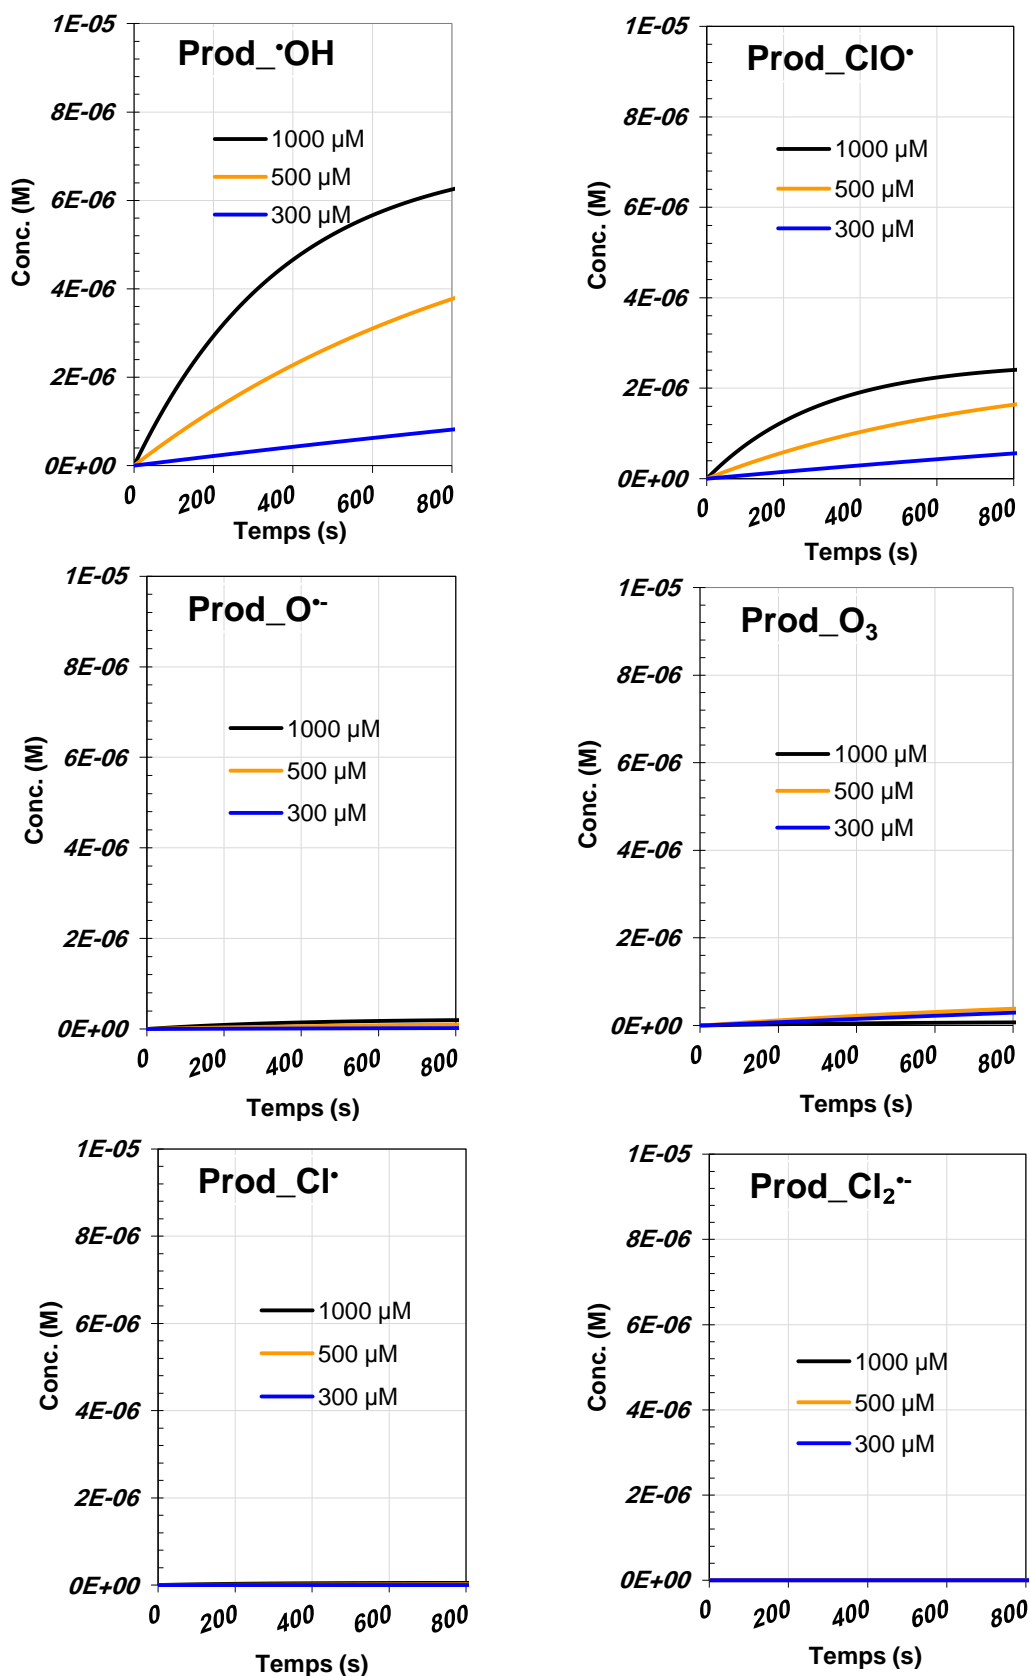 Prod_•OH
1E-05
8E-06
6E-06
4E-06
2E-06
0E+00
Conc. (M)
1000 µM
500 µM
300 µM
0 200 400 600 800
Temps (s)
Prod_ClO•
1E-05
8E-06
6E-06
4E-06
2E-06
0E+00
Conc. (M)
1000 µM
500 µM
300 µM
0 200 400 600 800
Temps (s)
Prod_O•-
1E-05
8E-06
6E-06
4E-06
2E-06
0E+00
Conc. (M)
1000 µM
500 µM
300 µM
0 200 400 600 800
Temps (s)
Prod_O₃
1E-05
8E-06
6E-06
4E-06
2E-06
0E+00
Conc. (M)
1000 µM
500 µM
300 µM
0 200 400 600 800
Temps (s)
Prod_Cl•
1E-05
8E-06
6E-06
4E-06
2E-06
0E+00
Conc. (M)
1000 µM
500 µM
300 µM
0 200 400 600 800
Temps (s)
Prod_Cl₂•-
1E-05
8E-06
6E-06
4E-06
2E-06
0E+00
Conc. (M)
1000 µM
500 µM
300 µM
0 200 400 600 800
Temps (s)